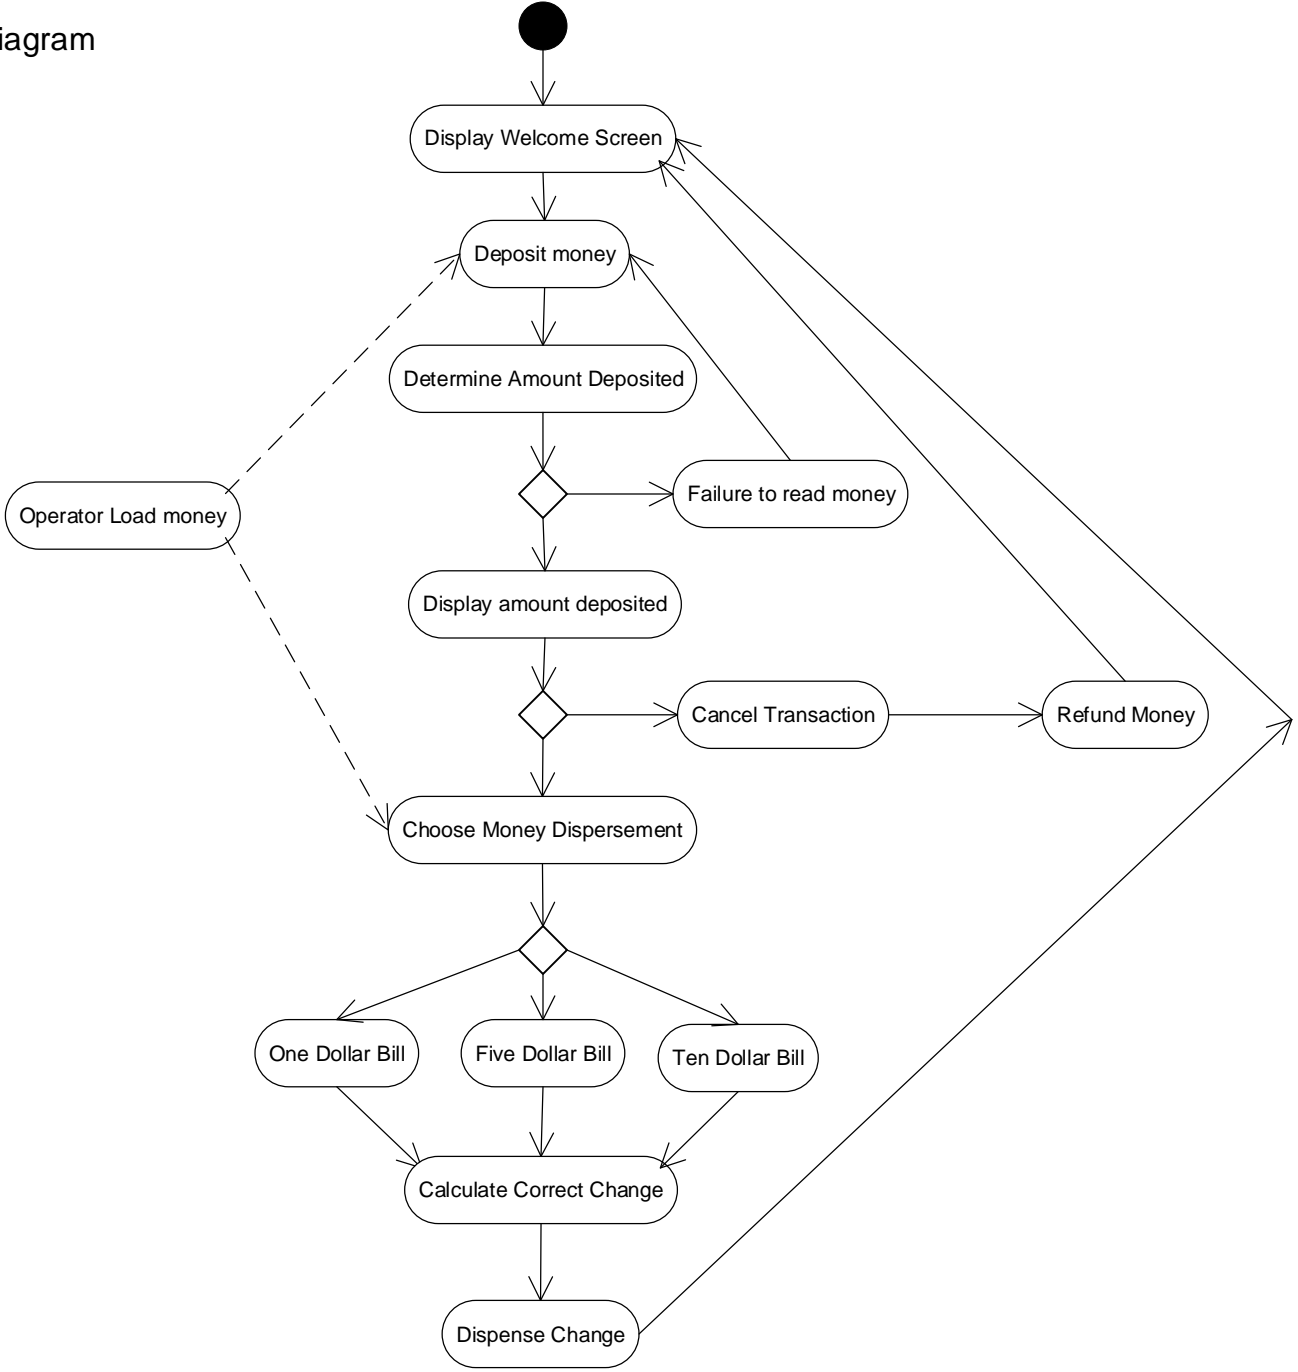 iagram
Display Welcome Screen
Deposit money
Determine Amount Deposited
Failure to read money
Operator Load money
Display amount deposited
Cancel Transaction
Refund Money
Choose Money Dispersement
One Dollar Bill
Five Dollar Bill
Ten Dollar Bill
Calculate Correct Change
Dispense Change